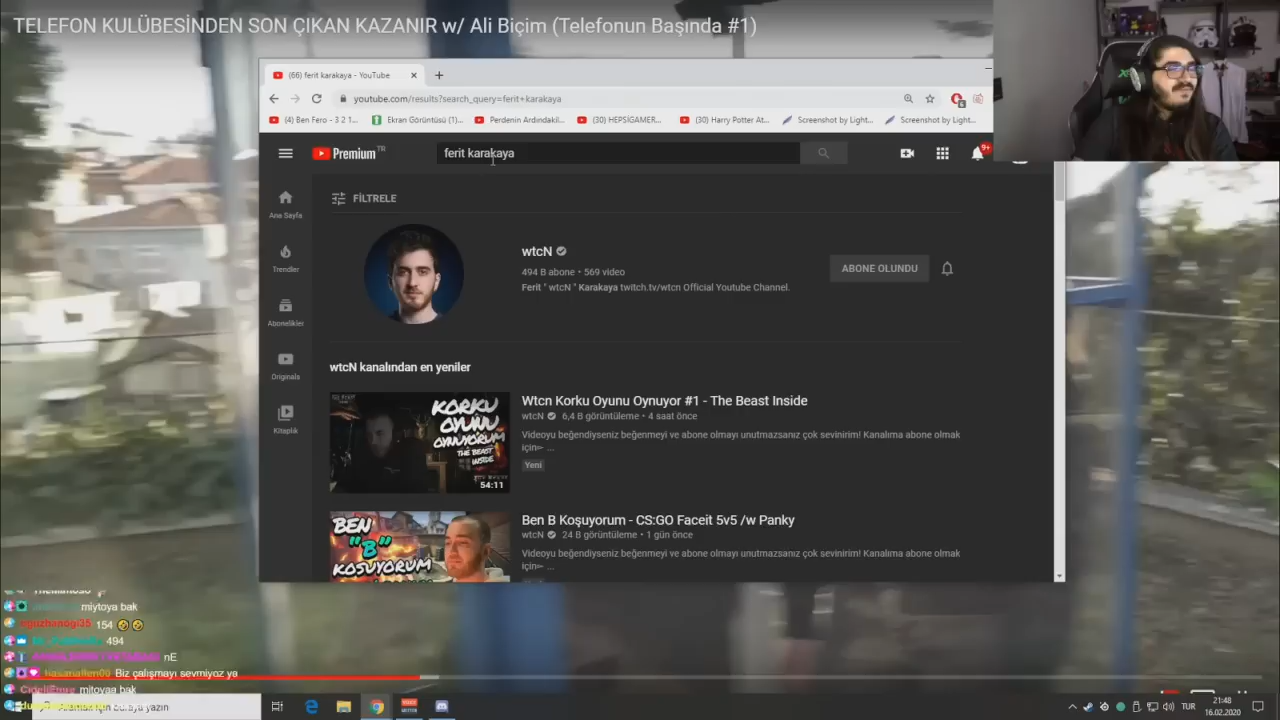 TELEFON KULÜBESİNDEN SON ÇIKAN KAZANIR w/ Ali Biçim (Telefonun Başında #1)
(66) ferit karakaya - YouTube
youtube.com/results?search_query=ferit+karakaya
(4) Ben Fero - 3 2 1...
Ekran Görüntüsü (1)...
Perdenin Ardındakil...
(30) HEPSİGAMER...
(30) Harry Potter At...
Screenshot by Light...
Screenshot by Light...
Premium TR
ferit karakaya
9+
Ana Sayfa
Trendler
Abonelikler
Originals
Kitaplık
FİLTRELE
wtcN
494 B abone • 569 video
Ferit " wtcN " Karakaya twitch.tv/wtcn Official Youtube Channel.
ABONE OLUNDU
wtcN kanalından en yeniler
KORKU
OYUNU
OYNUYORUM
THE BEAST
INSIDE
54:11
Wtcn Korku Oyunu Oynuyor #1 - The Beast Inside
wtcN 6,4 B görüntüleme • 4 saat önce
Videoyu beğendiyseniz beğenmeyi ve abone olmayı unutmazsanız çok sevinirim! Kanalıma abone olmak
için▻ ...
Yeni
BEN
"B"
KOŞUYORUM
Ben B Koşuyorum - CS:GO Faceit 5v5 /w Panky
wtcN 24 B görüntüleme • 1 gün önce
Videoyu beğendiyseniz beğenmeyi ve abone olmayı unutmazsanız çok sevinirim! Kanalıma abone olmak
için▻ ...
miytoya bak
oguzhanogi35 154
494
nE
Biz çalışmayı sevmiyoz ya
mitoyaa bak
TUR
21:48
16.02.2020